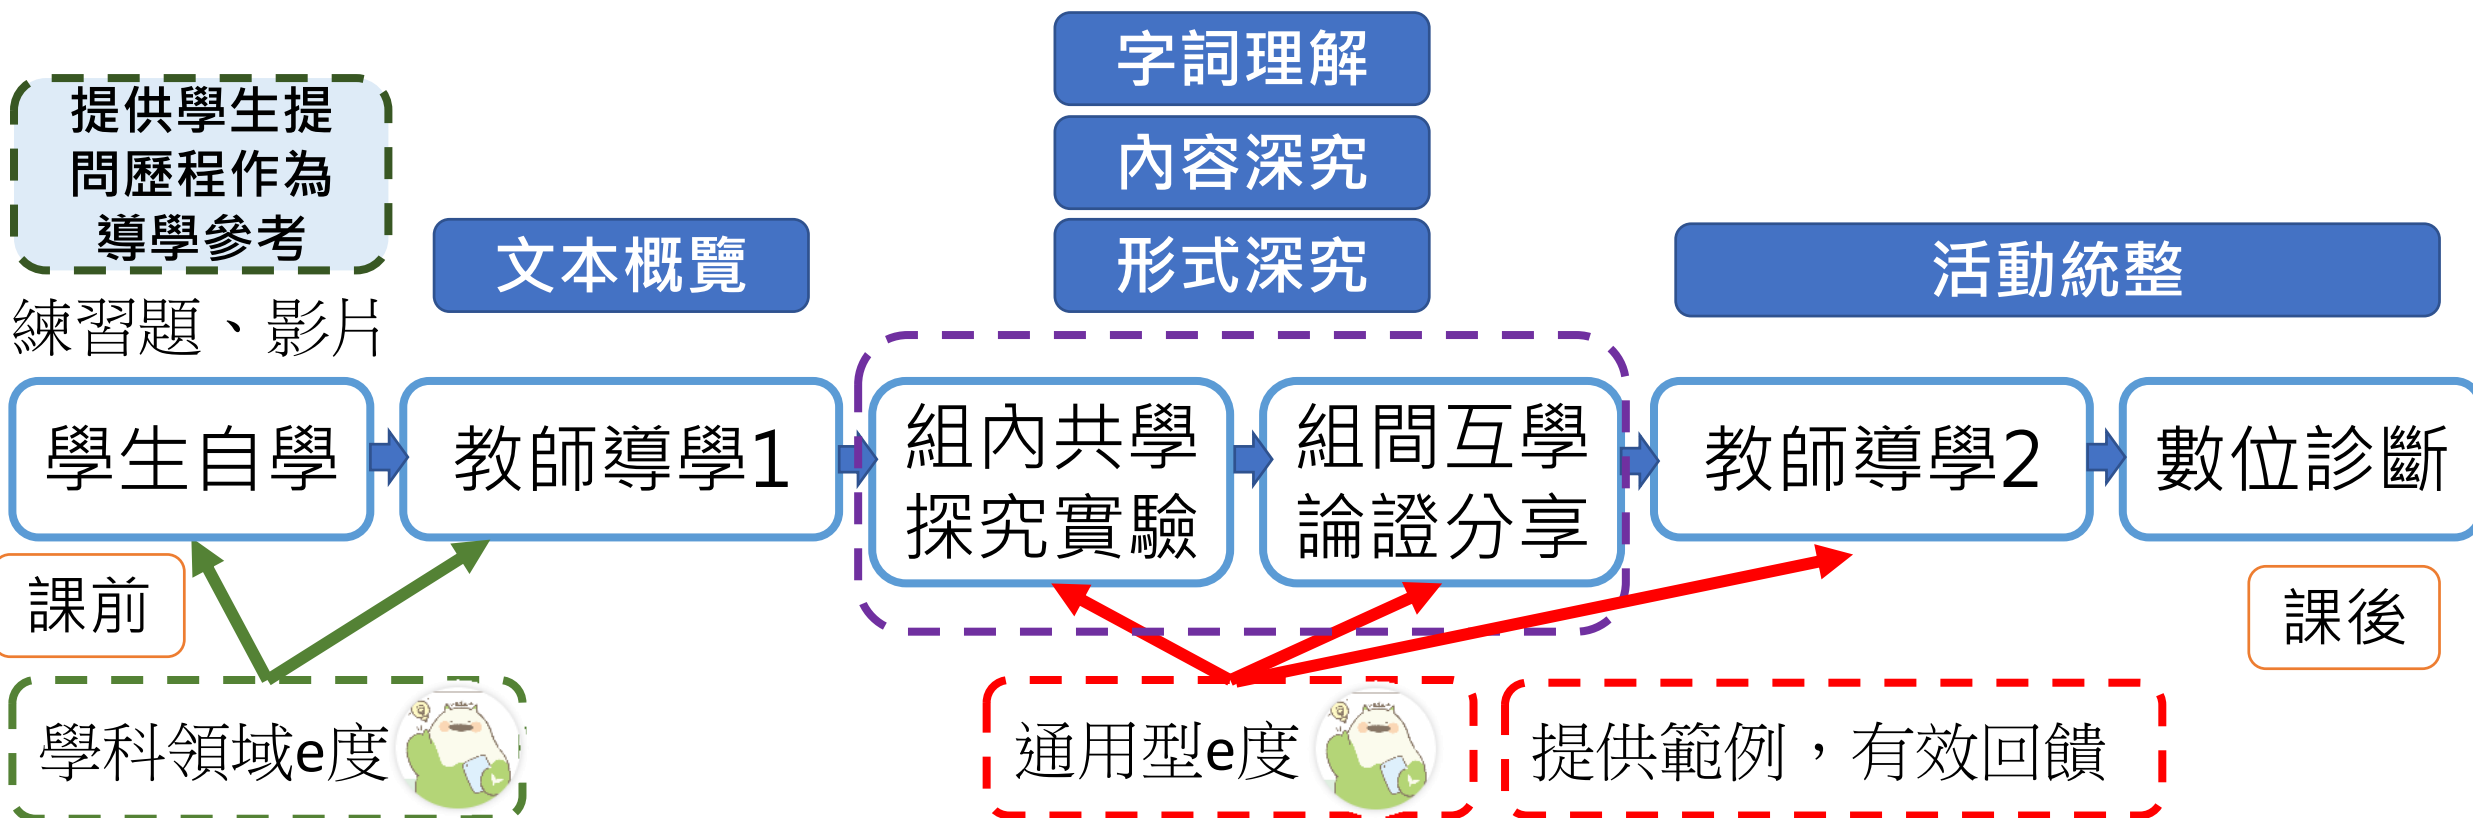 字詞理解
內容深究
形式深究
提供學生提
問歷程作為
導學參考
文本概覽
活動統整
練習題、影片
學生自學
教師導學1
組內共學
探究實驗
組間互學
論證分享
教師導學2
數位診斷
課前
課後
學科領域e度
通用型e度
提供範例，有效回饋